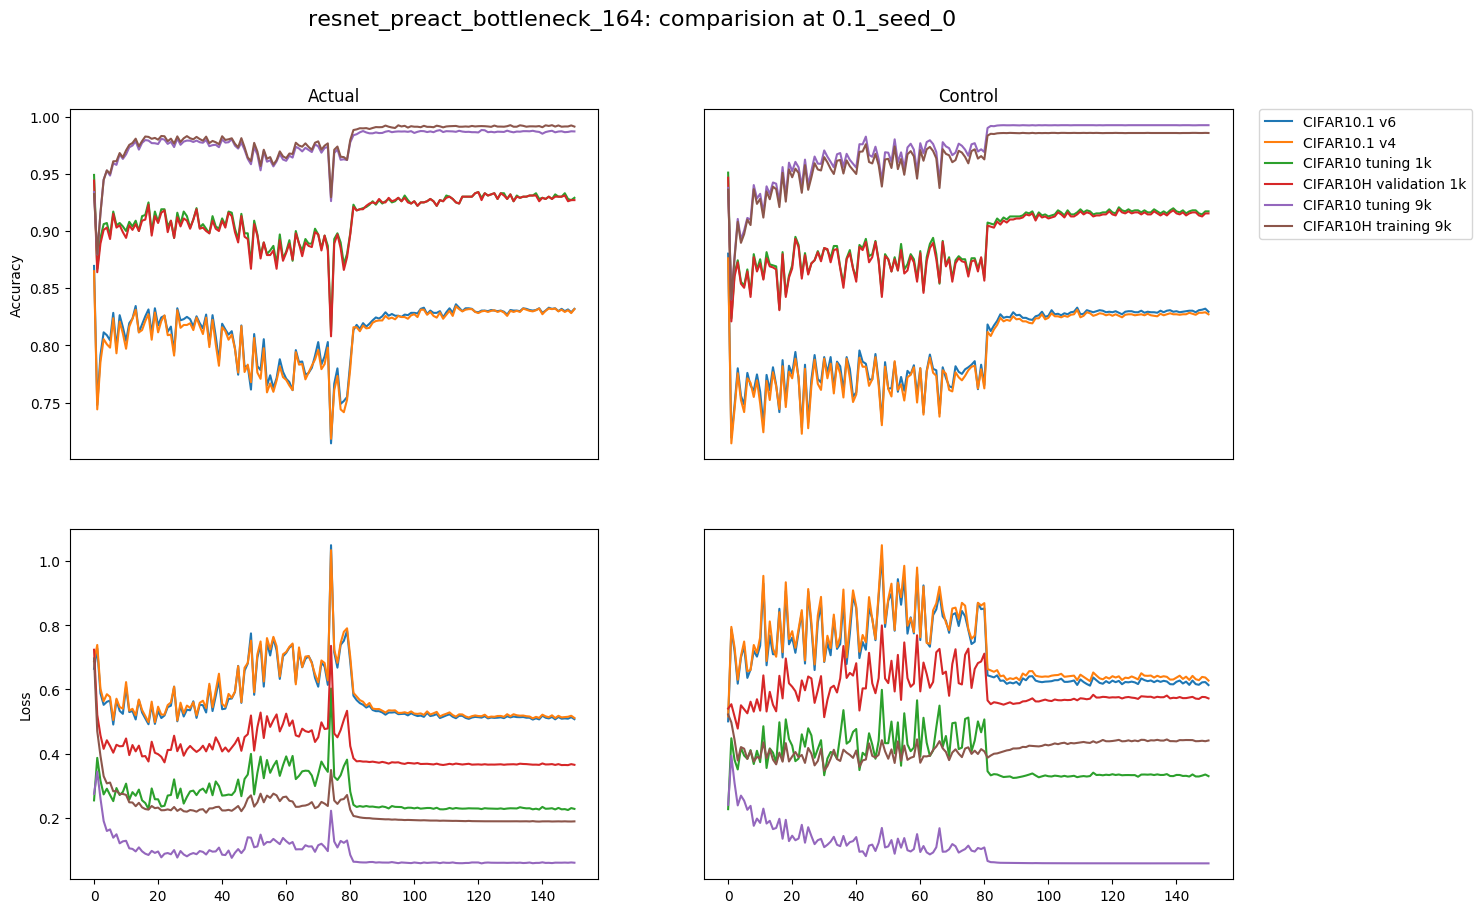 resnet_preact_bottleneck_164: comparision at 0.1_seed_0
Actual
Control
1.00
0.95
0.90
0.85
0.80
0.75
Accuracy
CIFAR10.1 v6
CIFAR10.1 v4
CIFAR10 tuning 1k
CIFAR10H validation 1k
CIFAR10 tuning 9k
CIFAR10H training 9k
1.0
0.8
0.6
0.4
0.2
Loss
0 20 40 60 80 100 120 140
0 20 40 60 80 100 120 140